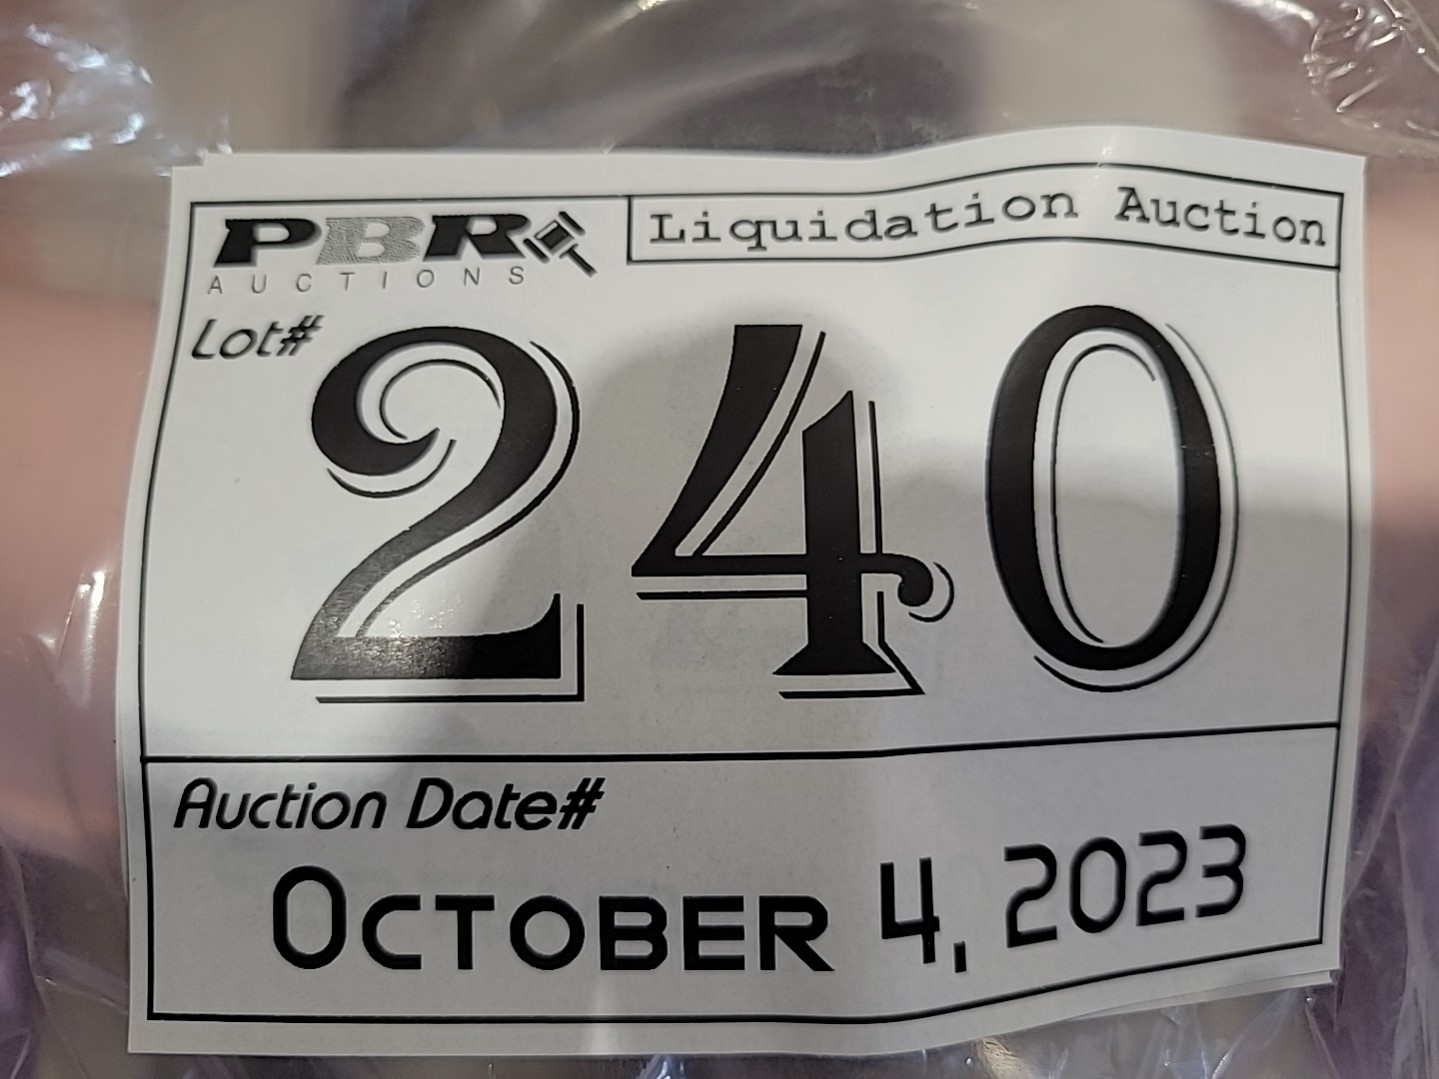 PBR
AUCTIONS
Liquidation Auction
Lot#
240
Auction Date#
OCTOBER 4, 2023